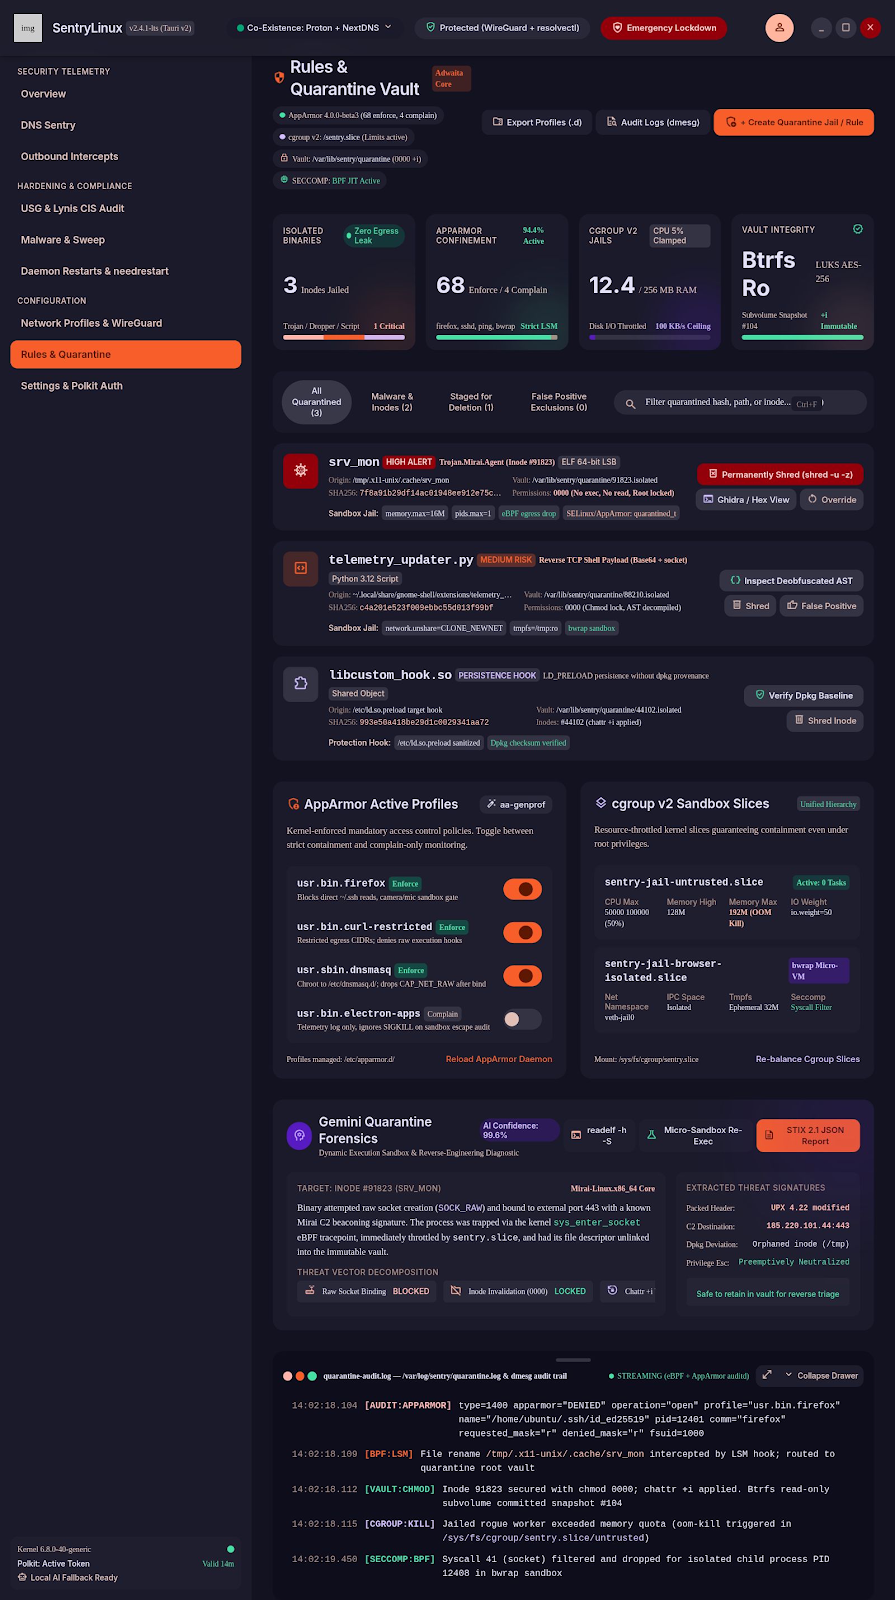 img
SentryLinux
v2.4.1-lts (Tauri v2)
Co-Existence: Proton + NextDNS
Protected (WireGuard + resolvectl)
Emergency Lockdown
SECURITY TELEMETRY
Overview
DNS Sentry
Outbound Intercepts
HARDENING & COMPLIANCE
USG & Lynis CIS Audit
Malware & Sweep
Daemon Restarts & needrestart
CONFIGURATION
Network Profiles & WireGuard
Rules & Quarantine
Settings & Polkit Auth
Kernel 6.8.0-40-generic
Polkit: Active Token
Valid 14m
Local AI Fallback Ready
Rules &
Quarantine Vault
Adwaita
Core
AppArmor 4.0.0-beta3 (68 enforce, 4 complain)
cgroup v2: /sentry.slice (Limits active)
Vault: /var/lib/sentry/quarantine (0000 +i)
SECCOMP: BPF JIT Active
Export Profiles (.d)
Audit Logs (dmesg)
+ Create Quarantine Jail / Rule
ISOLATED
BINARIES
Zero Egress
Leak
3 Inodes Jailed
Trojan / Dropper / Script
1 Critical
APPARMOR
CONFINEMENT
94.4%
Active
68 Enforce / 4 Complain
firefox, sshd, ping, bwrap
Strict LSM
CGROUP V2
JAILS
CPU 5%
Clamped
12.4 / 256 MB RAM
Disk I/O Throttled
100 KB/s Ceiling
VAULT INTEGRITY
Btrfs
Ro
LUKS AES-
256
Subvolume Snapshot
#104
+i
Immutable
All
Quarantined
(3)
Malware &
Inodes (2)
Staged for
Deletion (1)
False Positive
Exclusions (0)
Filter quarantined hash, path, or inode...
Ctrl+F
srv_mon
HIGH ALERT
Trojan.Mirai.Agent (Inode #91823)
ELF 64-bit LSB
Origin: /tmp/.x11-unix/.cache/srv_mon
Vault: /var/lib/sentry/quarantine/91823.isolated
SHA256: 7f8a91b29df14ac01948ee912e75c...
Permissions: 0000 (No exec, No read, Root locked)
Sandbox Jail:
memory.max=16M
pids.max=1
eBPF egress drop
SELinux/AppArmor: quarantined_t
Permanently Shred (shred -u -z)
Ghidra / Hex View
Override
telemetry_updater.py
MEDIUM RISK
Reverse TCP Shell Payload (Base64 + socket)
Python 3.12 Script
Origin: ~/.local/share/gnome-shell/extensions/telemetry_...
Vault: /var/lib/sentry/quarantine/88210.isolated
SHA256: c4a201e523f009ebbc55d013f99bf
Permissions: 0000 (Chmod lock, AST decompiled)
Sandbox Jail:
network.unshare=CLONE_NEWNET
tmpfs=/tmp:ro
bwrap sandbox
Inspect Deobfuscated AST
Shred
False Positive
libcustom_hook.so
PERSISTENCE HOOK
LD_PRELOAD persistence without dpkg provenance
Shared Object
Origin: /etc/ld.so.preload target hook
Vault: /var/lib/sentry/quarantine/44102.isolated
SHA256: 993e50a418be29d1c0029341aa72
Inodes: #44102 (chattr +i applied)
Protection Hook:
/etc/ld.so.preload sanitized
Dpkg checksum verified
Verify Dpkg Baseline
Shred Inode
AppArmor Active Profiles
aa-genprof
Kernel-enforced mandatory access control policies. Toggle between
strict containment and complain-only monitoring.
usr.bin.firefox
Enforce
Blocks direct ~/.ssh reads, camera/mic sandbox gate
usr.bin.curl-restricted
Enforce
Restricted egress CIDRs; denies raw execution hooks
usr.sbin.dnsmasq
Enforce
Chroot to /etc/dnsmasq.d/; drops CAP_NET_RAW after bind
usr.bin.electron-apps
Complain
Telemetry log only, ignores SIGKILL on sandbox escape audit
Profiles managed: /etc/apparmor.d/
Reload AppArmor Daemon
cgroup v2 Sandbox Slices
Unified Hierarchy
Resource-throttled kernel slices guaranteeing containment even under
root privileges.
sentry-jail-untrusted.slice
Active: 0 Tasks
CPU Max
50000 100000
(50%)
Memory High
128M
Memory Max
192M (OOM
Kill)
IO Weight
io.weight=50
sentry-jail-browser-
isolated.slice
bwrap Micro-
VM
Net
Namespace
veth-jail0
IPC Space
Isolated
Tmpfs
Ephemeral 32M
Seccomp
Syscall Filter
Mount: /sys/fs/cgroup/sentry.slice
Re-balance Cgroup Slices
Gemini Quarantine
Forensics
Dynamic Execution Sandbox & Reverse-Engineering Diagnostic
AI Confidence:
99.6%
readelf -h
-S
Micro-Sandbox Re-
Exec
STIX 2.1 JSON
Report
TARGET: INODE #91823 (SRV_MON)
Mirai-Linux.x86_64 Core
Binary attempted raw socket creation (SOCK_RAW) and bound to external port 443 with a known
Mirai C2 beaconing signature. The process was trapped via the kernel sys_enter_socket
eBPF tracepoint, immediately throttled by sentry.slice, and had its file descriptor unlinked
into the immutable vault.
THREAT VECTOR DECOMPOSITION
Raw Socket Binding BLOCKED
Inode Invalidation (0000) LOCKED
Chattr +i
EXTRACTED THREAT SIGNATURES
Packed Header: UPX 4.22 modified
C2 Destination: 185.220.101.44:443
Dpkg Deviation: Orphaned inode (/tmp)
Privilege Esc: Preemptively Neutralized
Safe to retain in vault for reverse triage
quarantine-audit.log — /var/log/sentry/quarantine.log & dmesg audit trail
STREAMING (eBPF + AppArmor auditd)
Collapse Drawer
14:02:18.104 [AUDIT:APPARMOR] type=1400 apparmor="DENIED" operation="open" profile="usr.bin.firefox"
name="/home/ubuntu/.ssh/id_ed25519" pid=12401 comm="firefox"
requested_mask="r" denied_mask="r" fsuid=1000
14:02:18.109 [BPF:LSM] File rename /tmp/.x11-unix/.cache/srv_mon intercepted by LSM hook; routed to
quarantine root vault
14:02:18.112 [VAULT:CHMOD] Inode 91823 secured with chmod 0000; chattr +i applied. Btrfs read-only
subvolume committed snapshot #104
14:02:18.115 [CGROUP:KILL] Jailed rogue worker exceeded memory quota (oom-kill triggered in
/sys/fs/cgroup/sentry.slice/untrusted)
14:02:19.450 [SECCOMP:BPF] Syscall 41 (socket) filtered and dropped for isolated child process PID
12408 in bwrap sandbox